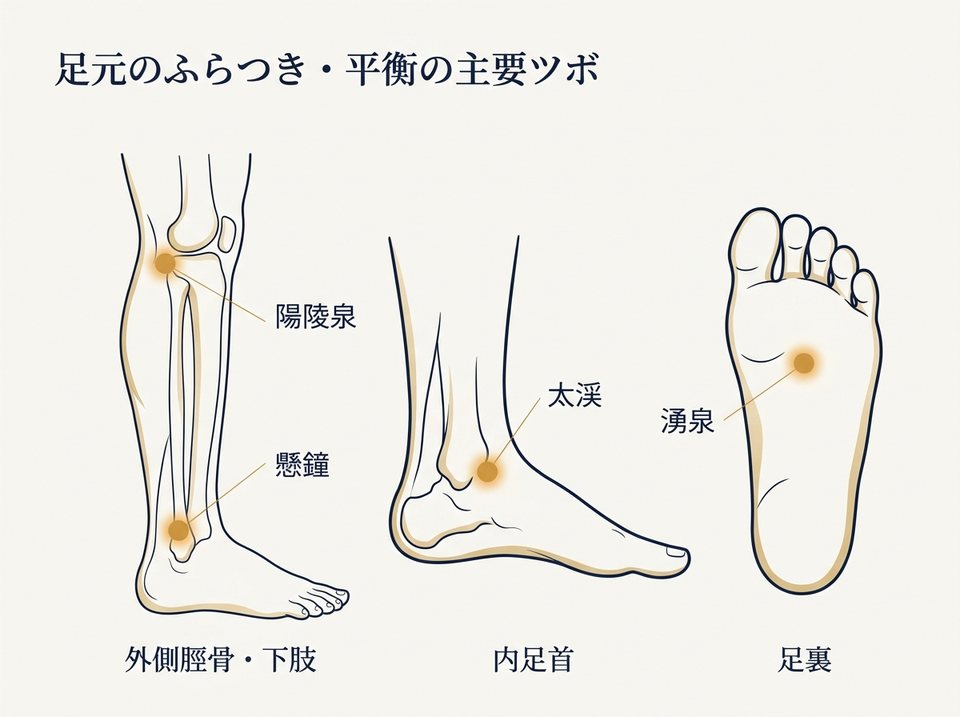 足元のふらつき・平衡の主要ツボ
陽陵泉
懸鐘
外側脛骨・下肢
太渓
内足首
湧泉
足裏